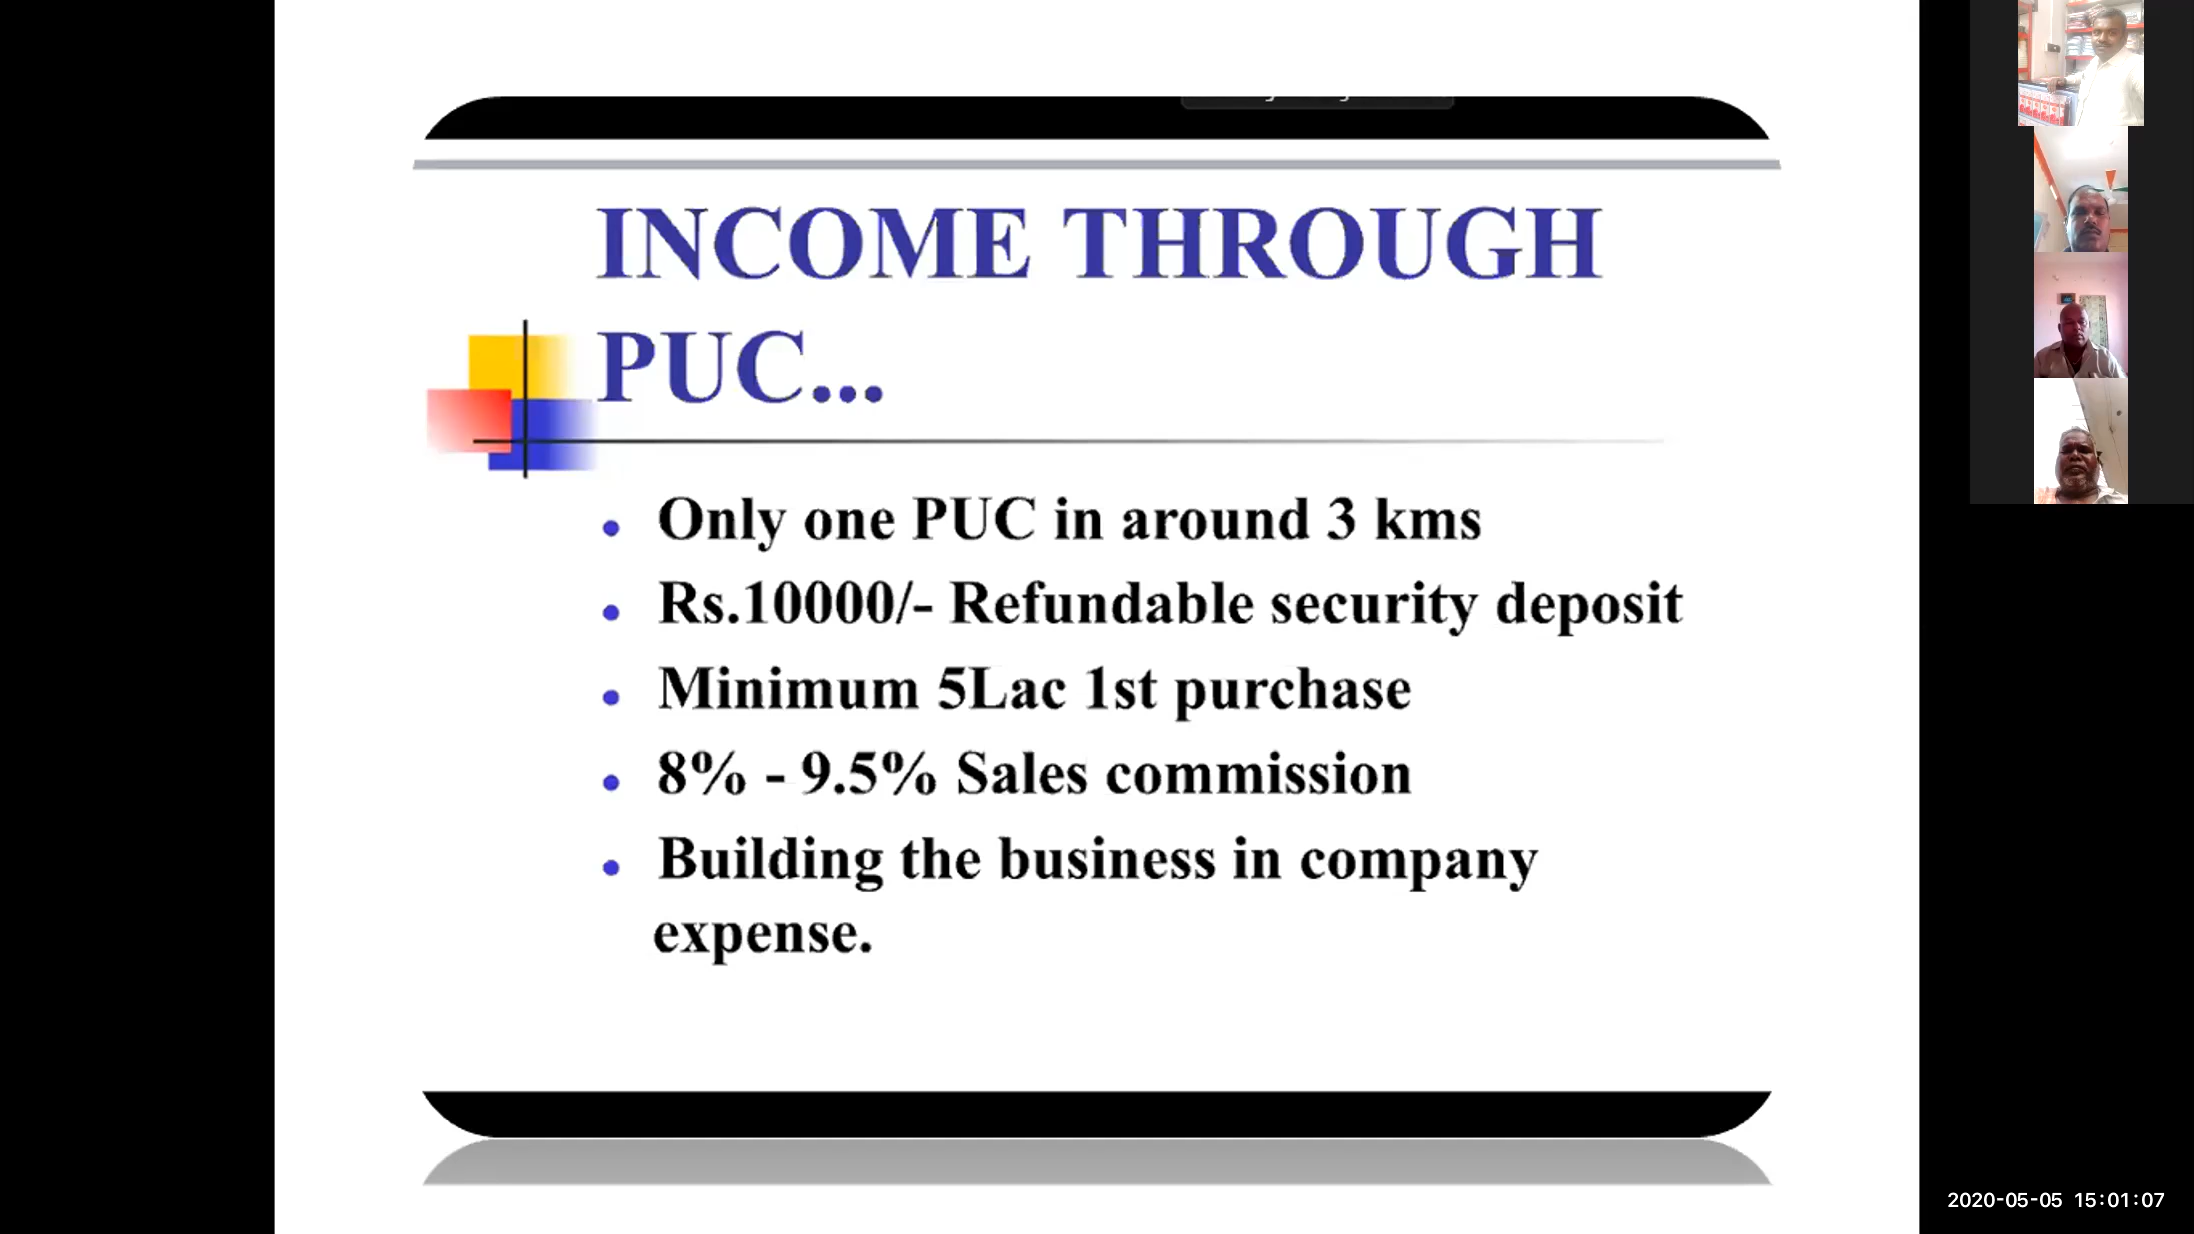 INCOME THROUGH
PUC...
• Only one PUC in around 3 kms
• Rs.10000/- Refundable security deposit
• Minimum 5Lac 1st purchase
• 8% - 9.5% Sales commission
• Building the business in company
expense.
2020-05-05 15:01:07